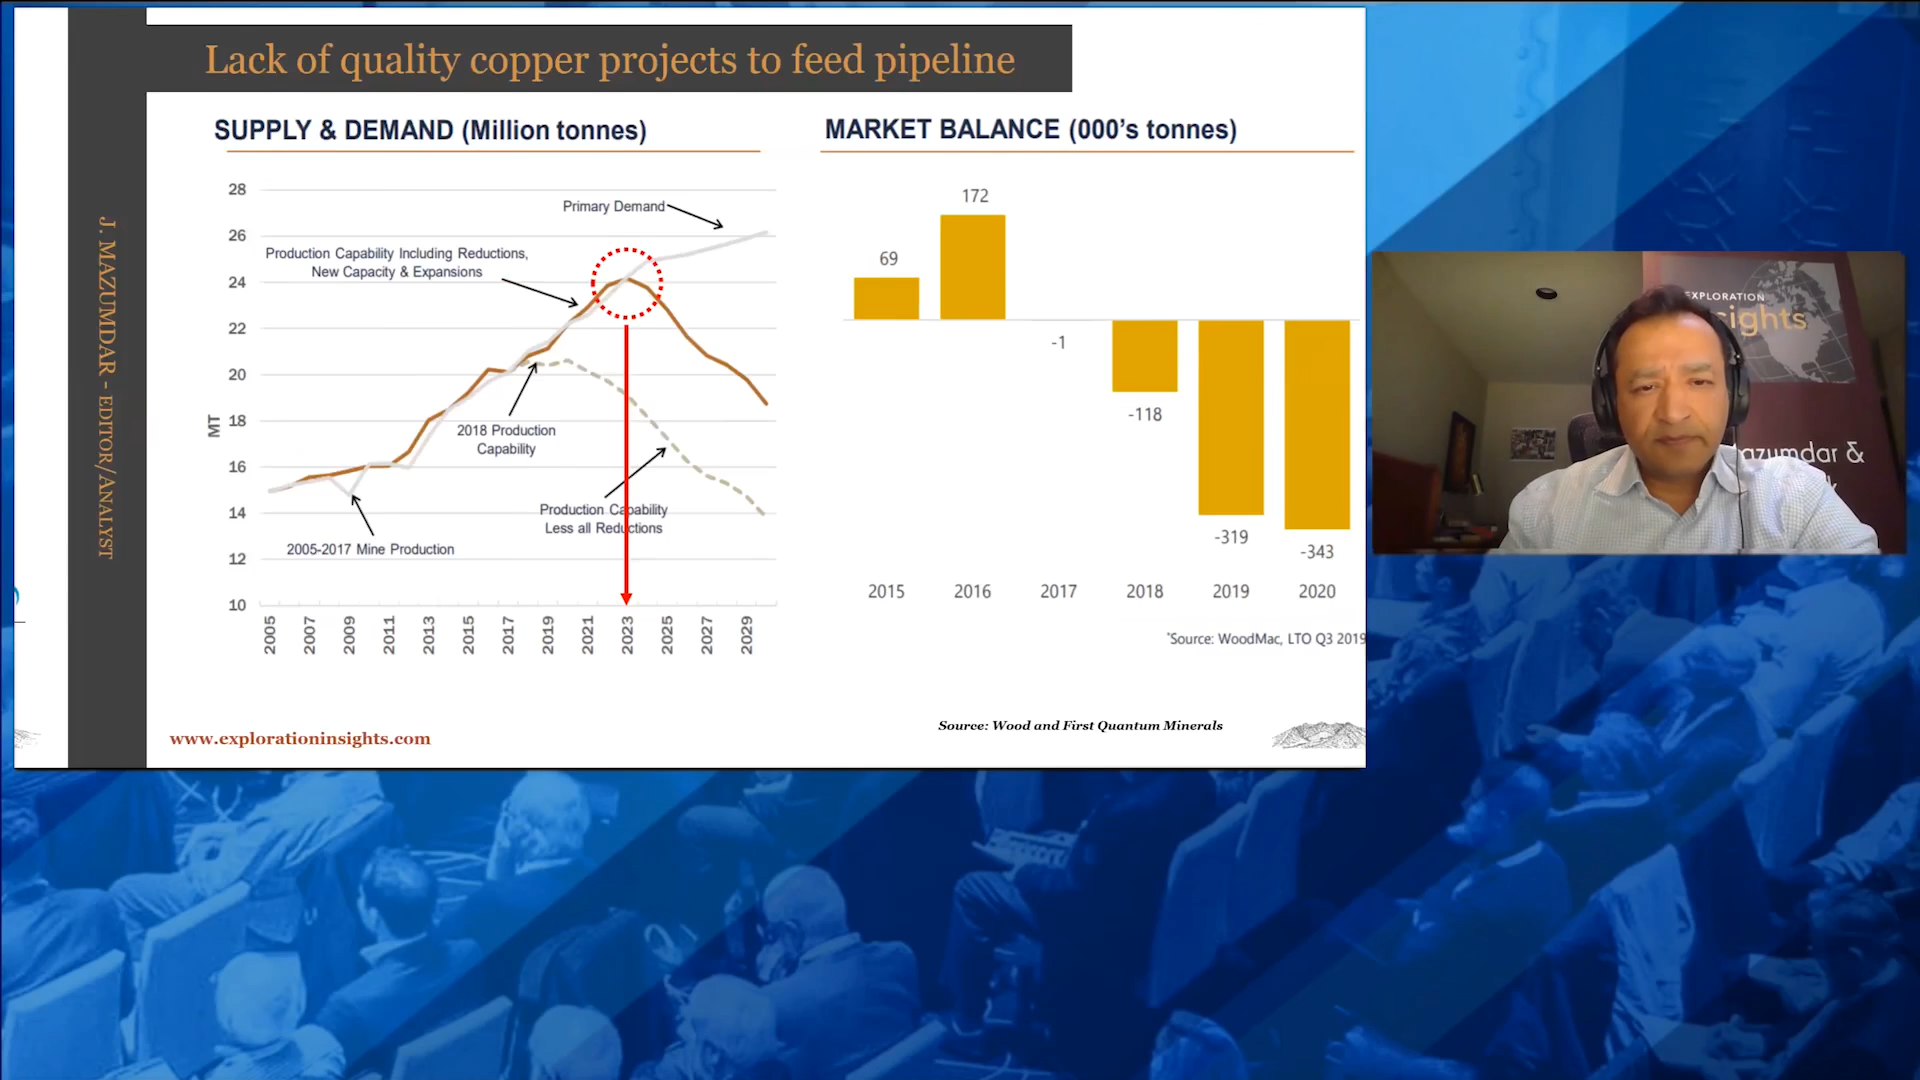 Lack of quality copper projects to feed pipeline
J. MAZUMDAR - EDITOR/ANALYST
SUPPLY & DEMAND (Million tonnes)
28
26
24
22
20
18
16
14
12
10
MT
Primary Demand
Production Capability Including Reductions,
New Capacity & Expansions
2018 Production
Capability
Production Capability
Less all Reductions
2005-2017 Mine Production
2005
2007
2009
2011
2013
2015
2017
2019
2021
2023
2025
2027
2029
MARKET BALANCE (000's tonnes)
69
172
-1
-118
-319
-343
2015 2016 2017 2018 2019 2020
*Source: WoodMac, LTO Q3 2019
Source: Wood and First Quantum Minerals
www.explorationinsights.com
EXPLORATION
azumdar &